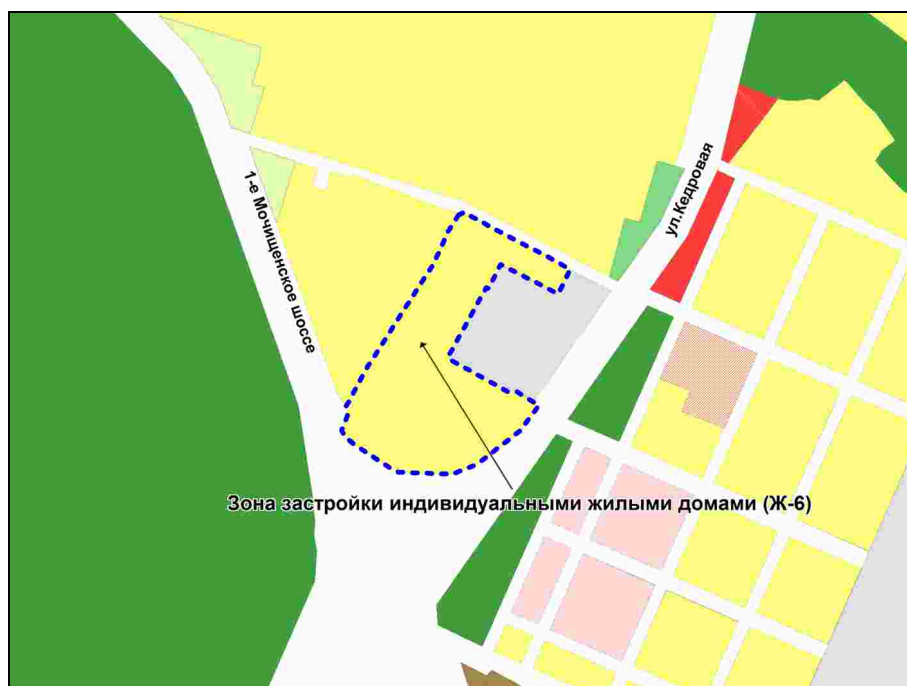 ул.Кедровая
1-е Мочищенское шоссе
Зона застройки индивидуальными жилыми домами (Ж-6)